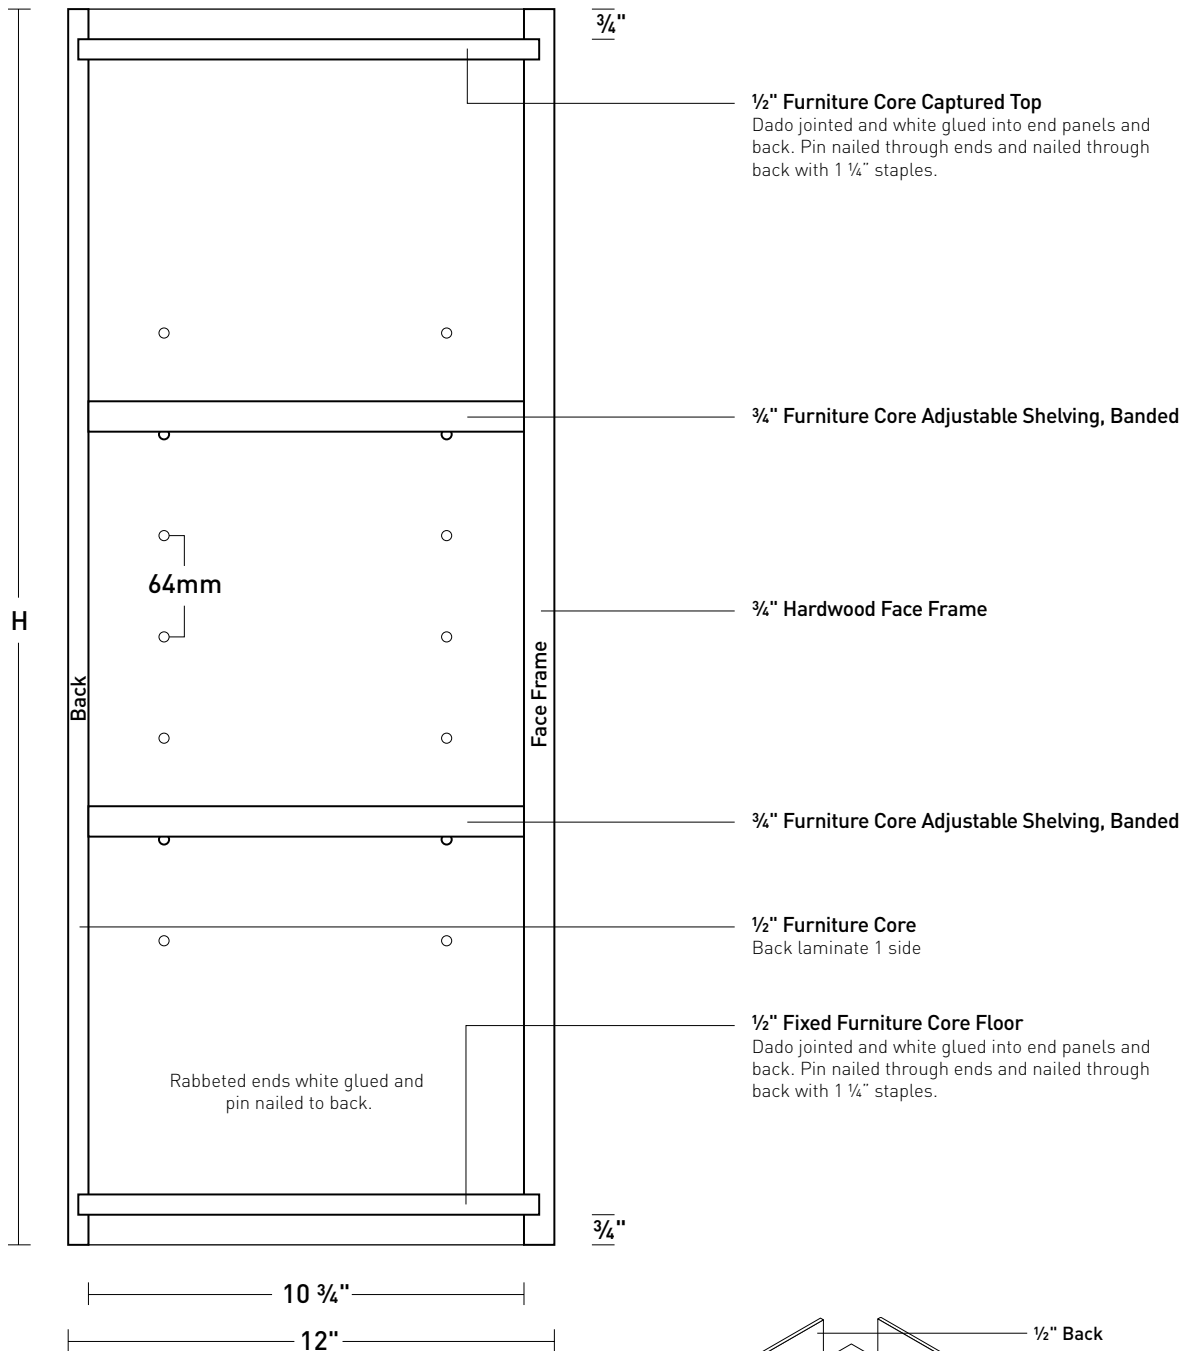 ¾"
½" Furniture Core Captured Top
Dado jointed and white glued into end panels and
back. Pin nailed through ends and nailed through
back with 1 ¼” staples.
¾" Furniture Core Adjustable Shelving, Banded
64mm
H
¾" Hardwood Face Frame
Back
Face Frame
¾" Furniture Core Adjustable Shelving, Banded
½" Furniture Core
Back laminate 1 side
½" Fixed Furniture Core Floor
Dado jointed and white glued into end panels and
back. Pin nailed through ends and nailed through
back with 1 ¼” staples.
Rabbeted ends white glued and
pin nailed to back.
¾"
10 ¾"
12"
½" Back